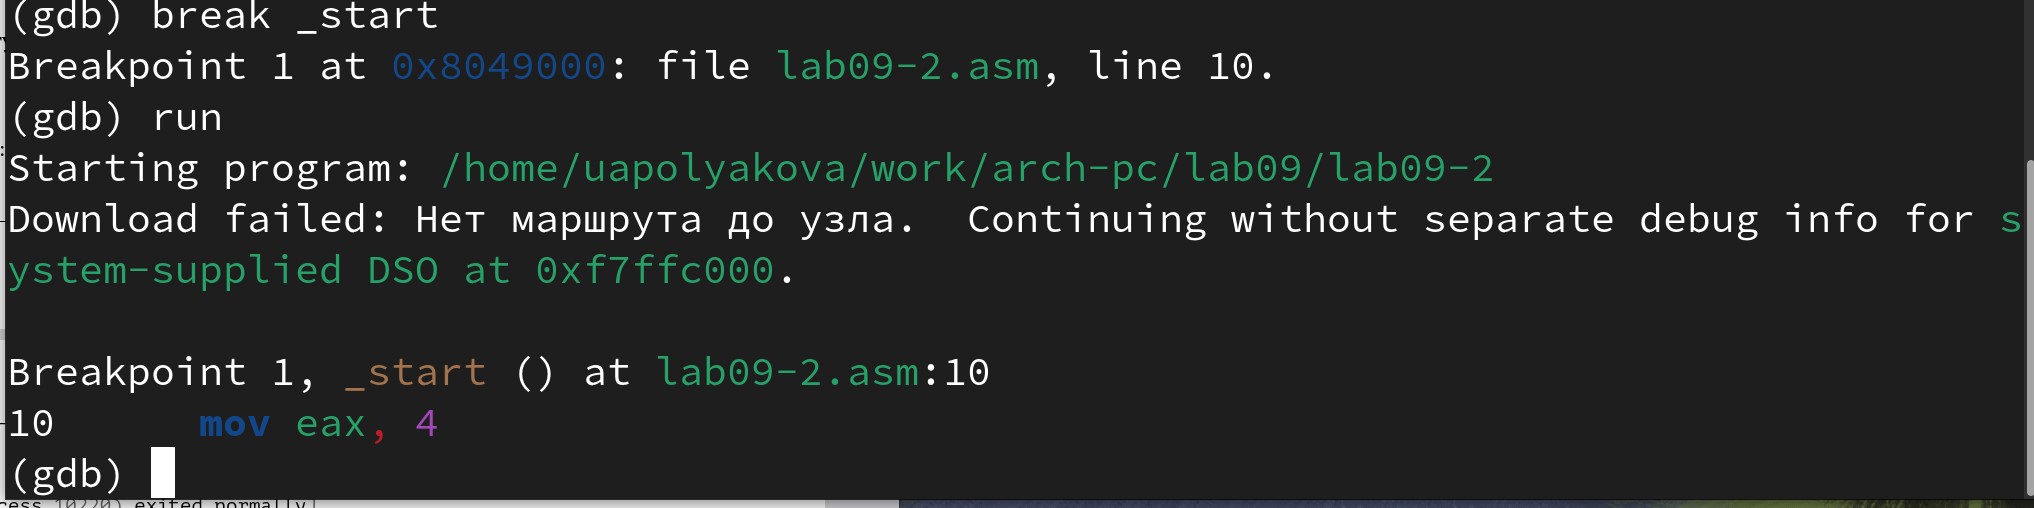 (gdb) break _start
Breakpoint 1 at 0x8049000: file lab09-2.asm, line 10.
(gdb) run
Starting program: /home/uapolyakova/work/arch-pc/lab09/lab09-2
Download failed: Нет маршрута до узла.  Continuing without separate debug info for s
ystem-supplied DSO at 0xf7ffc000.
Breakpoint 1, _start () at lab09-2.asm:10
10      mov eax, 4
(gdb)
cess 10220) exited normally]